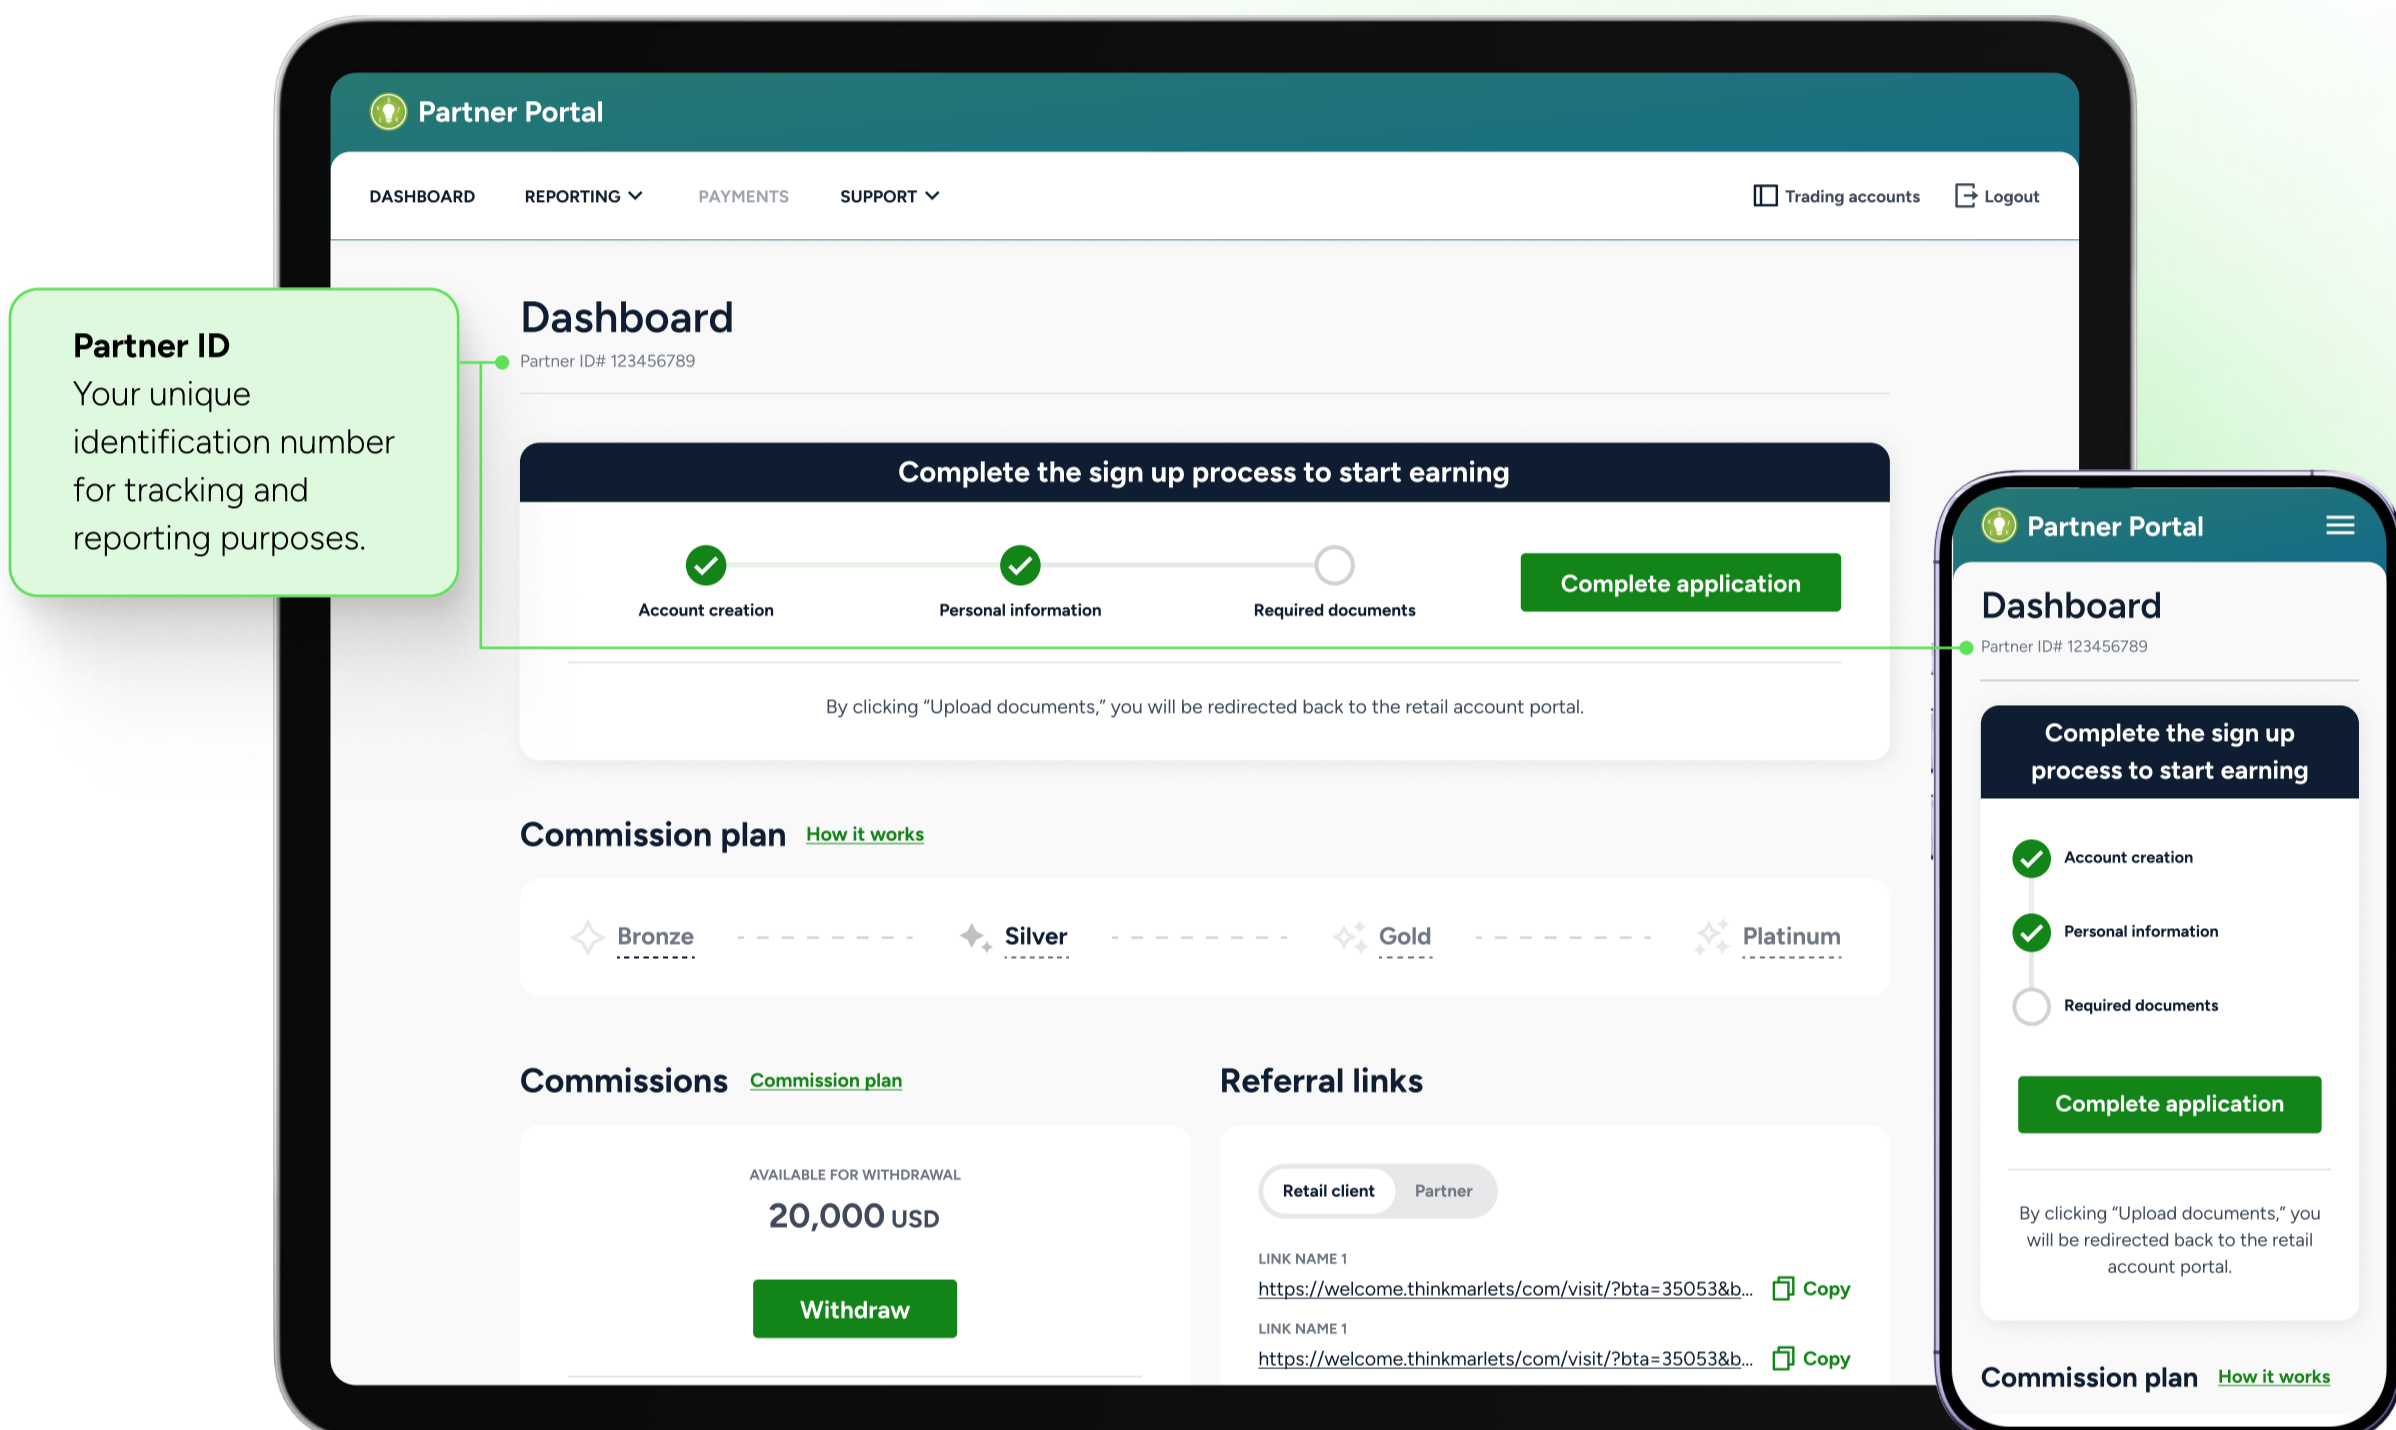 Partner Portal
DASHBOARD
REPORTING
PAYMENTS
SUPPORT
Trading accounts
Logout
Partner ID
Your unique
identification number
for tracking and
reporting purposes.
Dashboard
Partner ID# 123456789
Complete the sign up process to start earning
Account creation
Personal information
Required documents
Complete application
By clicking “Upload documents,” you will be redirected back to the retail account portal.
Commission plan
How it works
Bronze
Silver
Gold
Platinum
Commissions
Commission plan
AVAILABLE FOR WITHDRAWAL
20,000 USD
Withdraw
Referral links
Retail client
Partner
LINK NAME 1
https://welcome.thinkmarlets/com/visit/?bta=35053&b...
Copy
LINK NAME 1
https://welcome.thinkmarlets/com/visit/?bta=35053&b...
Copy
Partner Portal
Dashboard
Partner ID# 123456789
Complete the sign up
process to start earning
Account creation
Personal information
Required documents
Complete application
By clicking “Upload documents,” you
will be redirected back to the retail
account portal.
Commission plan
How it works